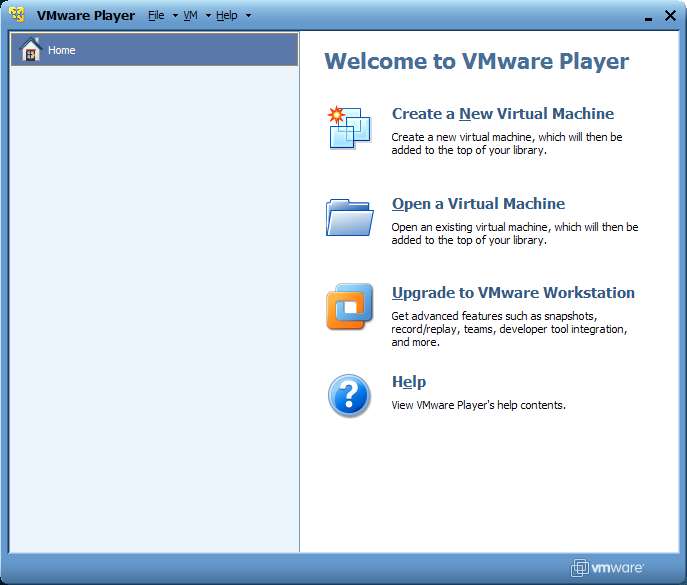 VMware Player File VM Help
Home
Welcome to VMware Player
Create a New Virtual Machine
Create a new virtual machine, which will then be
added to the top of your library.
Open a Virtual Machine
Open an existing virtual machine, which will then be
added to the top of your library.
Upgrade to VMware Workstation
Get advanced features such as snapshots,
record/replay, teams, developer tool integration,
and more.
Help
View VMware Player's help contents.
vmware